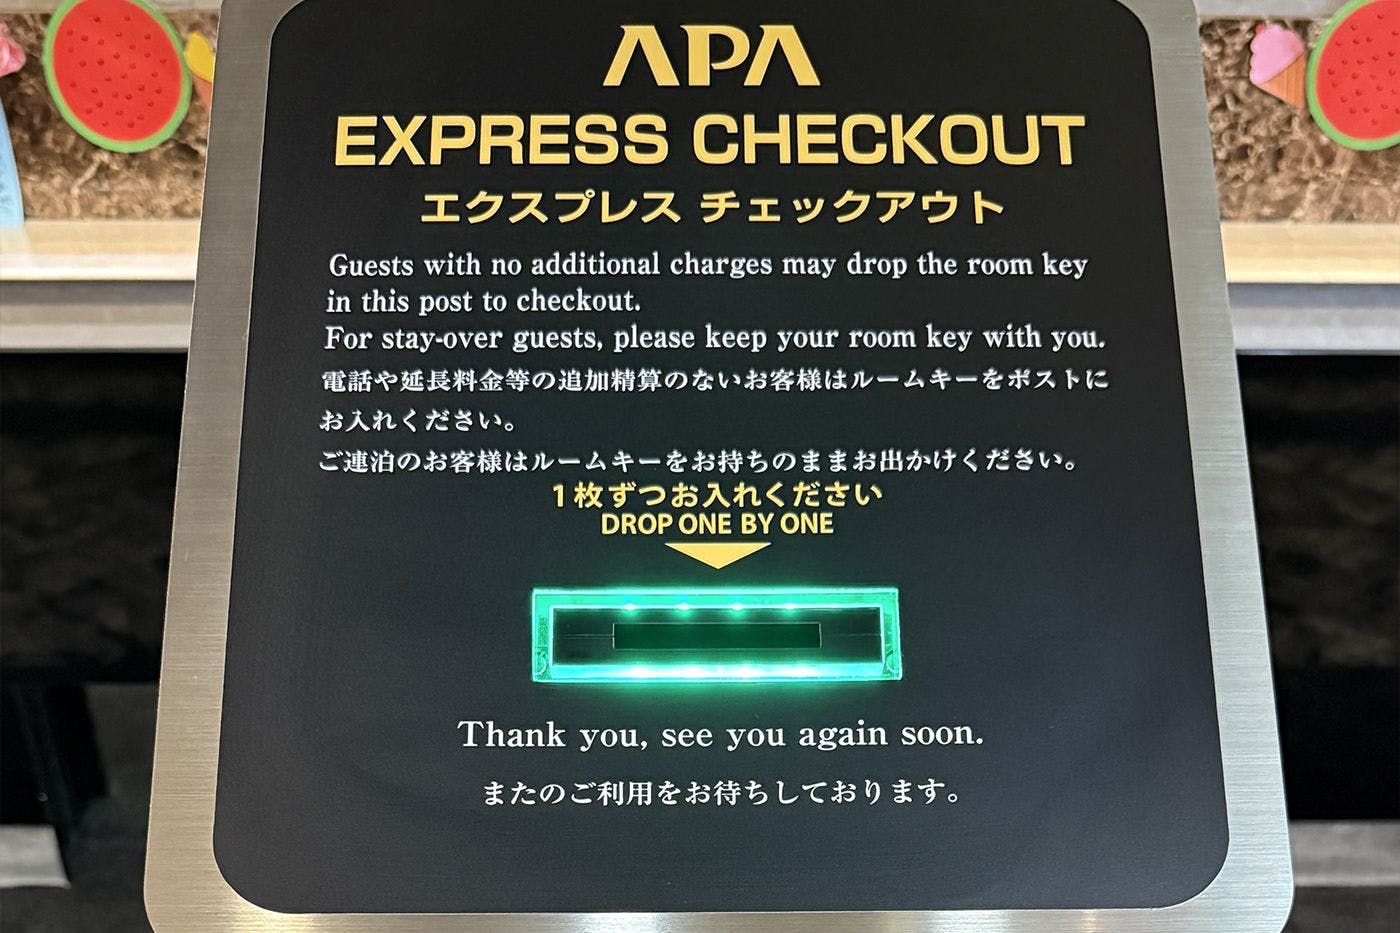 APA
EXPRESS CHECKOUT
エクスプレス チェックアウト
Guests with no additional charges may drop the room key
in this post to checkout.
For stay-over guests, please keep your room key with you.
電話や延長料金等の追加精算のないお客様はルームキーをポストに
お入れください。
ご連泊のお客様はルームキーをお持ちのままお出かけください。
1枚ずつお入れください
DROP ONE BY ONE
Thank you, see you again soon.
またのご利用をお待ちしております。